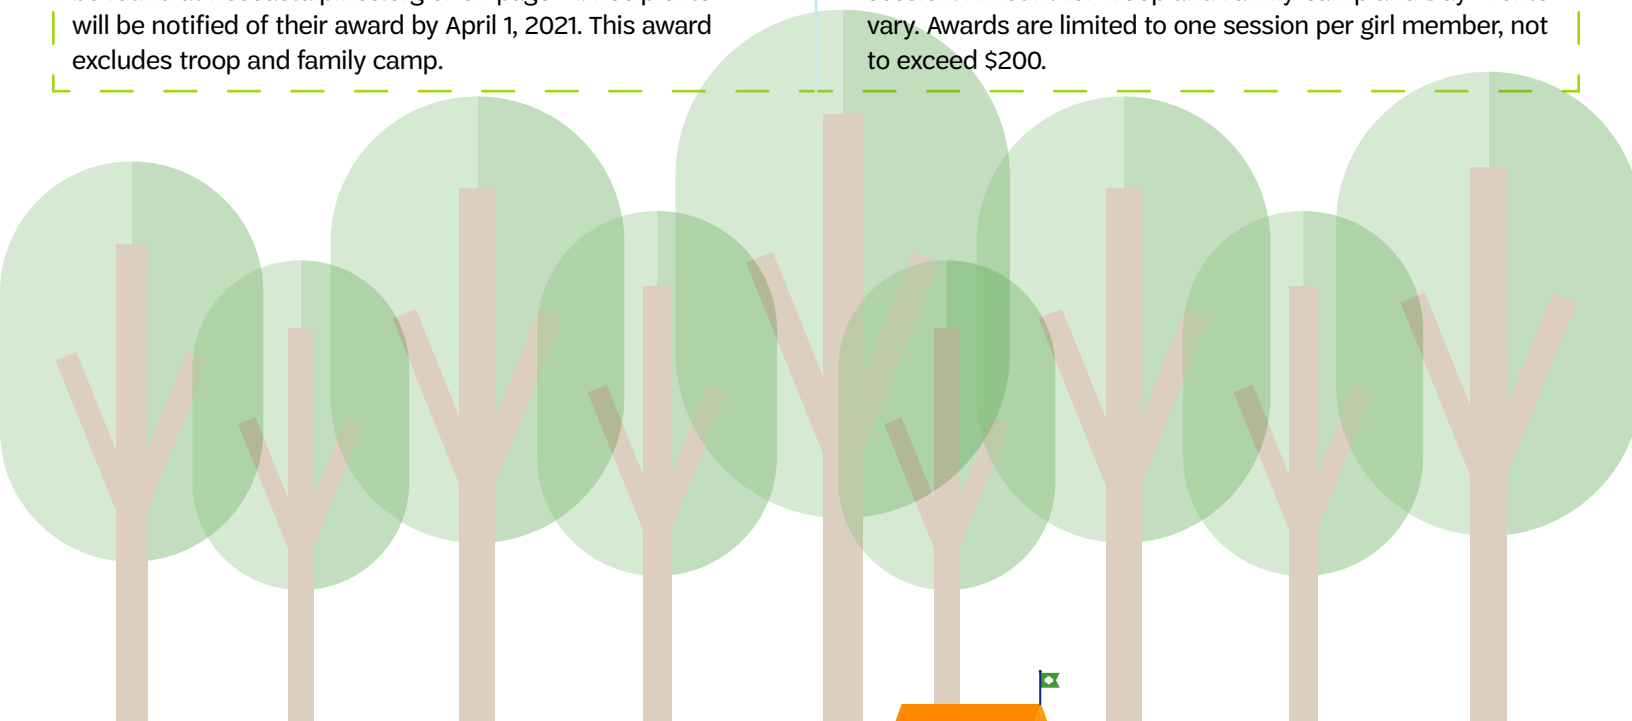 will be notified of their award by April 1, 2021. This award
excludes troop and family camp.
vary. Awards are limited to one session per girl member, not
to exceed $200.